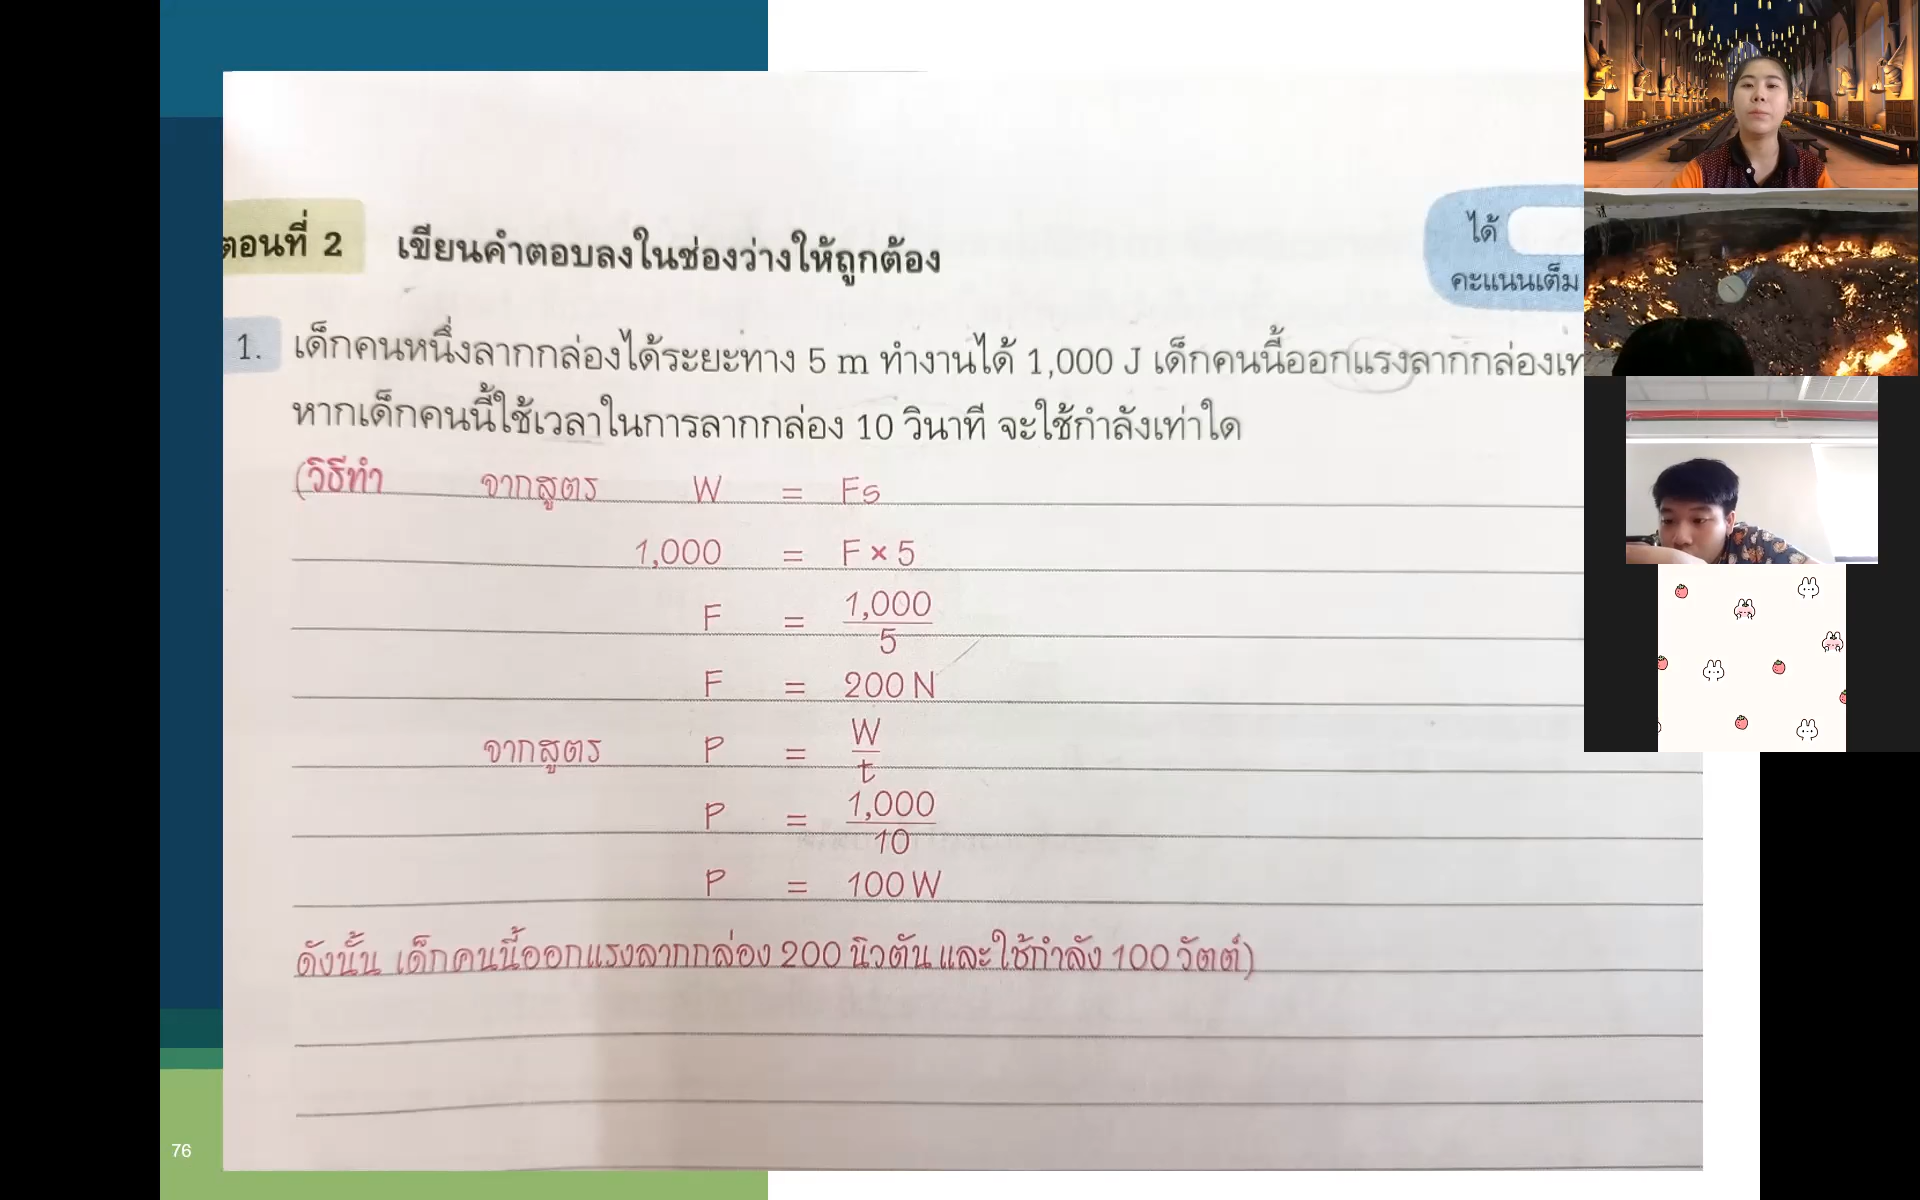 ตอนที่ 2 เขียนคำตอบลงในช่องว่างให้ถูกต้อง
ได้
คะแนนเต็ม
1. เด็กคนหนึ่งลากกล่องได้ระยะทาง 5 m ทำงานได้ 1,000 J เด็กคนนี้ออกแรงลากกล่อง
หากเด็กคนนี้ใช้เวลาในการลากกล่อง 10 วินาที จะใช้กำลังเท่าใด
(วิธีทำ จากสูตร W = Fs
1,000 = F × 5
F = 1,000/5
F = 200 N
จากสูตร P = W/t
P = 1,000/10
P = 100 W
ดังนั้น เด็กคนนี้ออกแรงลากกล่อง 200 นิวตัน และใช้กำลัง 100 วัตต์)
76